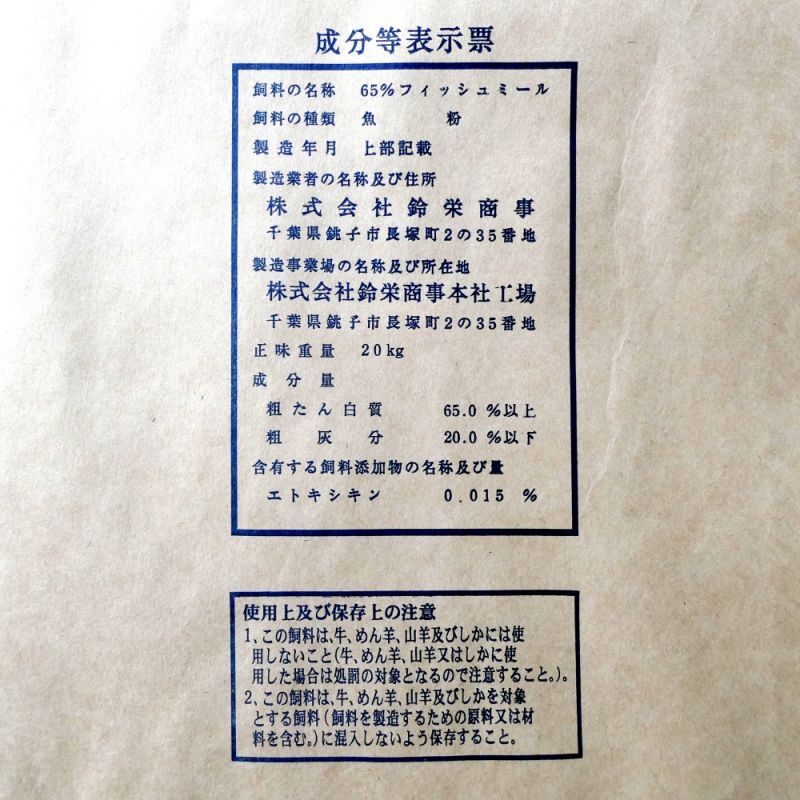 成分等表示票
飼料の名称 65%フィッシュミール
飼料の種類 魚 粉
製造年月 上部記載
製造業者の名称及び住所
株式会社鈴栄商事
千葉県銚子市長塚町2の35番地
製造事業場の名称及び所在地
株式会社鈴栄商事本社工場
千葉県銚子市長塚町2の35番地
正味重量 20kg
成分量
粗たん白質 65.0%以上
粗灰分 20.0%以下
含有する飼料添加物の名称及び量
エトキシキン 0.015 %
使用上及び保存上の注意
1、この飼料は、牛、めん羊、山羊及びしかには使
用しないこと(牛、めん羊、山羊又はしかに使
用した場合は処罰の対象となるので注意すること。)。
2、この飼料は、牛、めん羊、山羊及びしかを対象
とする飼料(飼料を製造するための原料又は材
料を含む。)に混入しないよう保存すること。